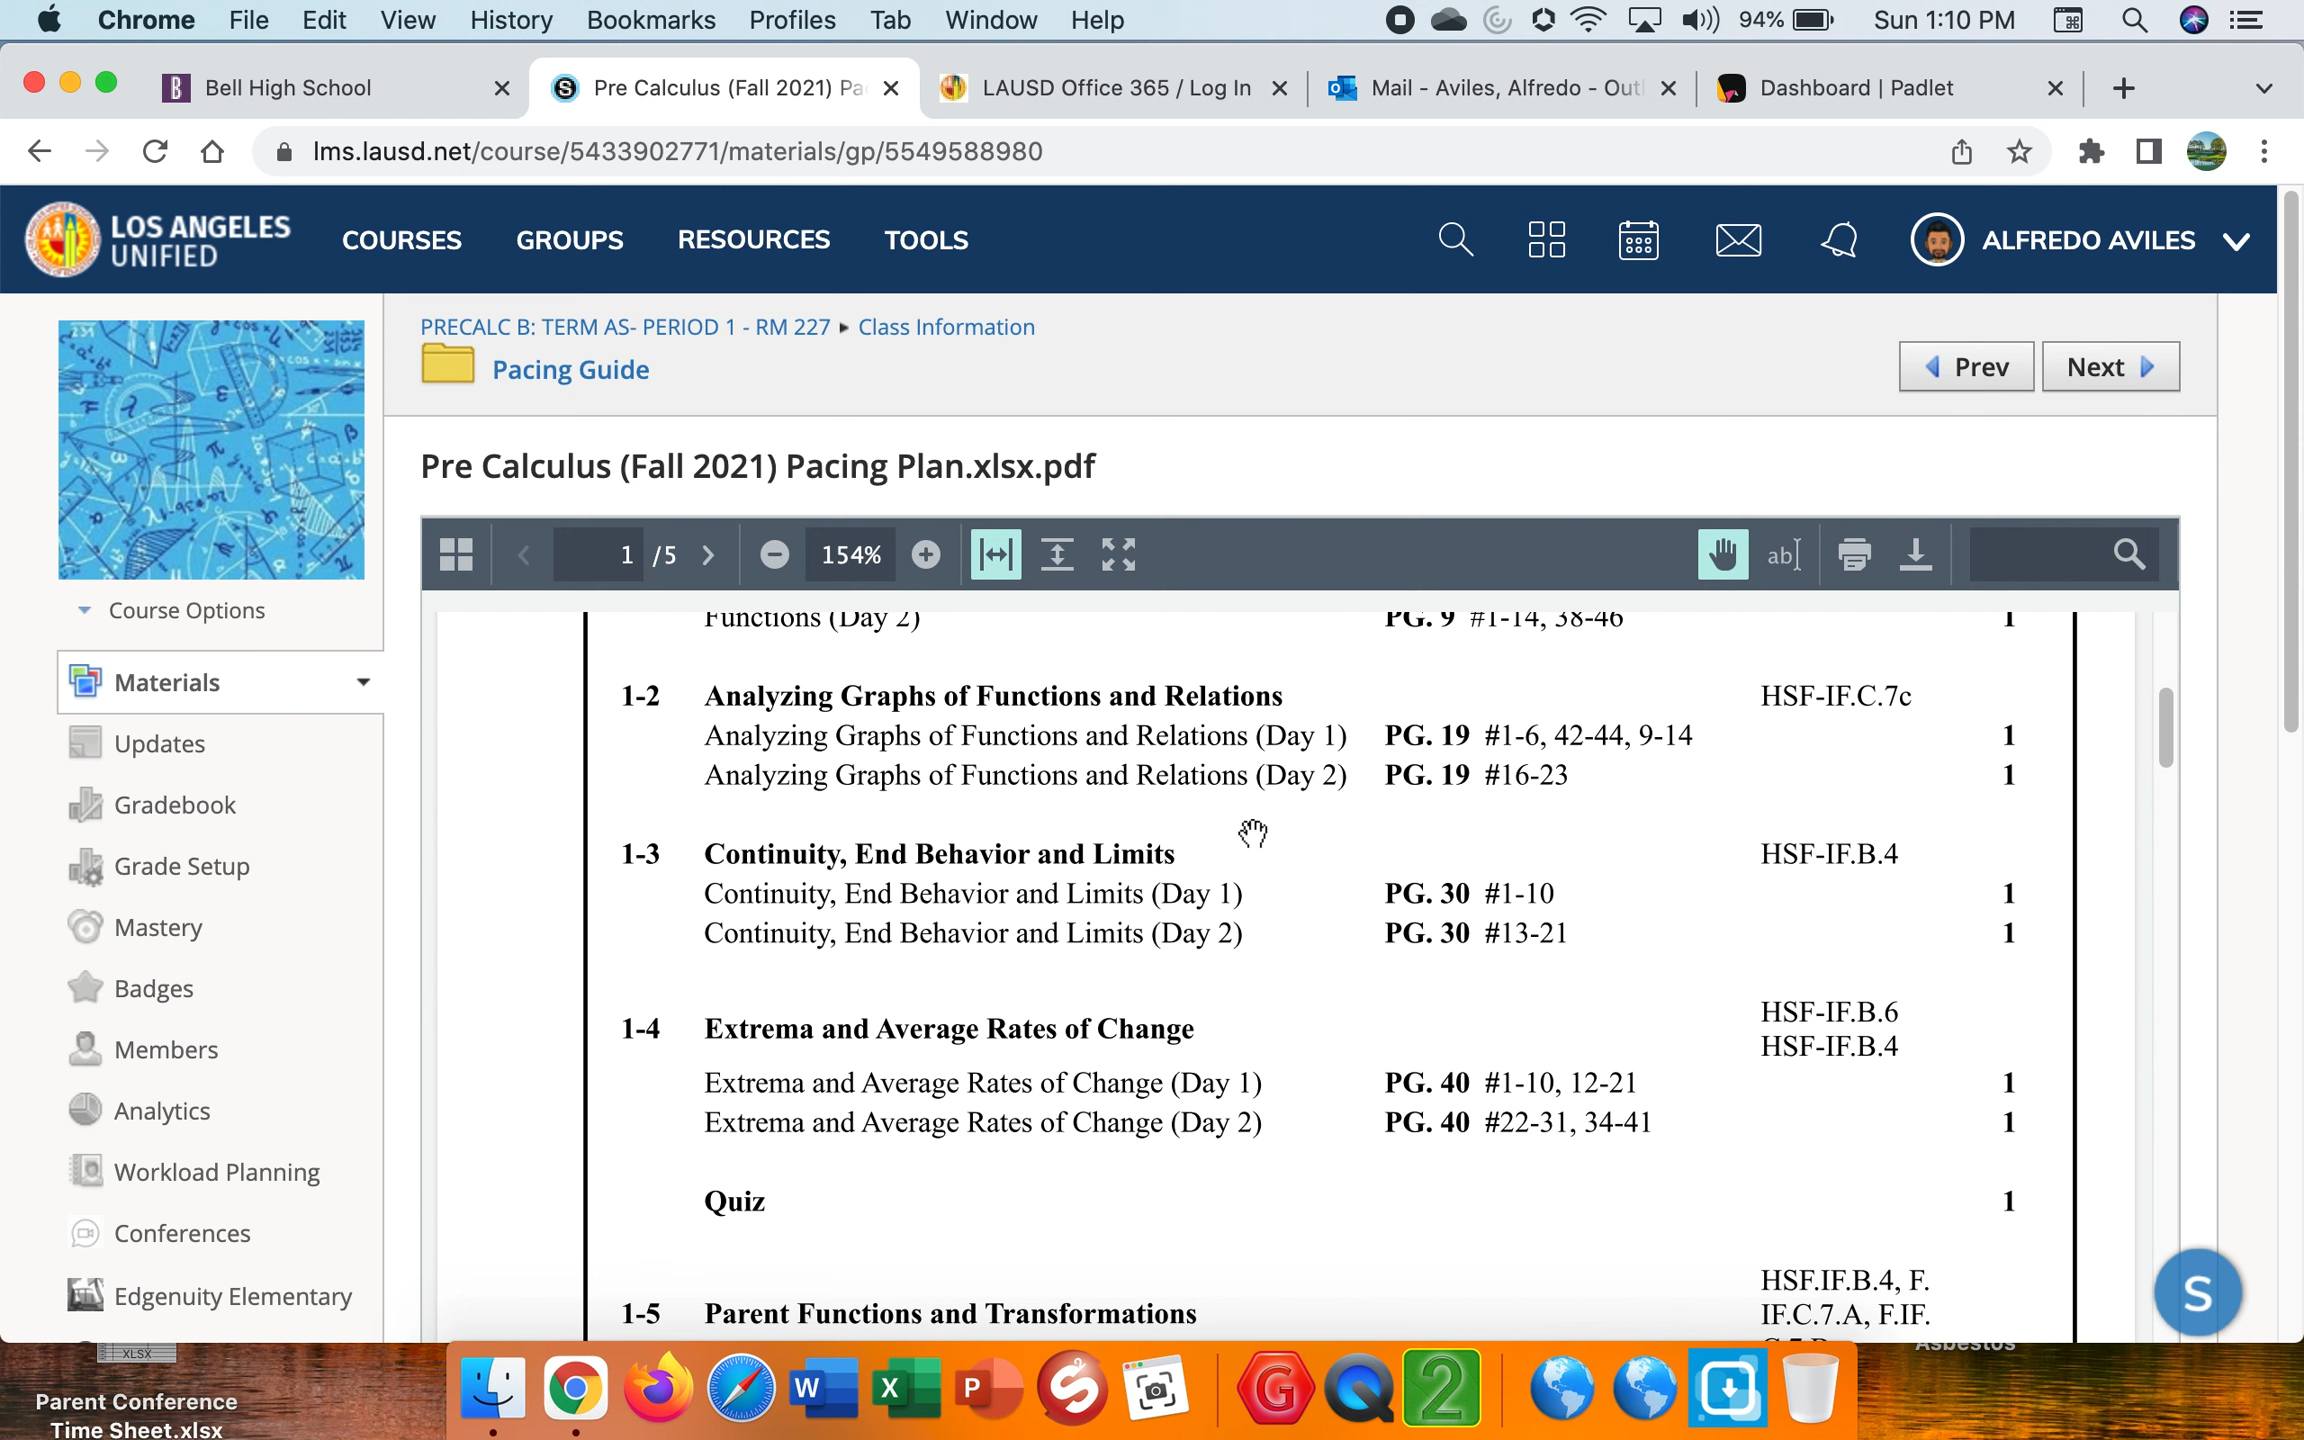 Chrome File Edit View History Bookmarks Profiles Tab Window Help 94% Sun 1:10 PM
Bell High School Pre Calculus (Fall 2021) Pa LAUSD Office 365 / Log In Mail - Aviles, Alfredo - Outl Dashboard | Padlet
lms.lausd.net/course/5433902771/materials/gp/5549588980
LOS ANGELES
UNIFIED
COURSES GROUPS RESOURCES TOOLS ALFREDO AVILES
PRECALC B: TERM AS- PERIOD 1 - RM 227 ▸ Class Information
Pacing Guide
Prev Next
Pre Calculus (Fall 2021) Pacing Plan.xlsx.pdf
1 /5 154% ab
Course Options
Materials
Updates
Gradebook
Grade Setup
Mastery
Badges
Members
Analytics
Workload Planning
Conferences
Edgenuity Elementary
Functions (Day 2) PG. 9 #1-14, 38-46 1
1-2 Analyzing Graphs of Functions and Relations HSF-IF.C.7c
Analyzing Graphs of Functions and Relations (Day 1) PG. 19 #1-6, 42-44, 9-14 1
Analyzing Graphs of Functions and Relations (Day 2) PG. 19 #16-23 1
1-3 Continuity, End Behavior and Limits HSF-IF.B.4
Continuity, End Behavior and Limits (Day 1) PG. 30 #1-10 1
Continuity, End Behavior and Limits (Day 2) PG. 30 #13-21 1
HSF-IF.B.6
1-4 Extrema and Average Rates of Change
HSF-IF.B.4
Extrema and Average Rates of Change (Day 1) PG. 40 #1-10, 12-21 1
Extrema and Average Rates of Change (Day 2) PG. 40 #22-31, 34-41 1
Quiz 1
HSF.IF.B.4, F.
1-5 Parent Functions and Transformations IF.C.7.A, F.IF.
S
XLSX
Asbestos
Parent Conference
Time Sheet.xlsx
W X P S G Q 2